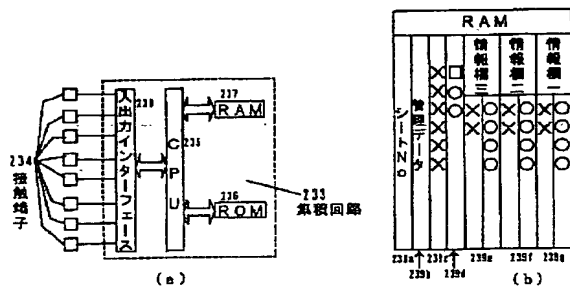 234
接触端子
入出力インターフェース
238
CPU
235
237
RAM
236
ROM
233
集積回路
(a)
RAM
シートNo
管理データ
×××××
□○○
情報欄三
××
○○○○
情報欄二
××
○○○○
情報欄一
××
○○○○
239a
239b
239c
239d
239e
239f
239g
(b)